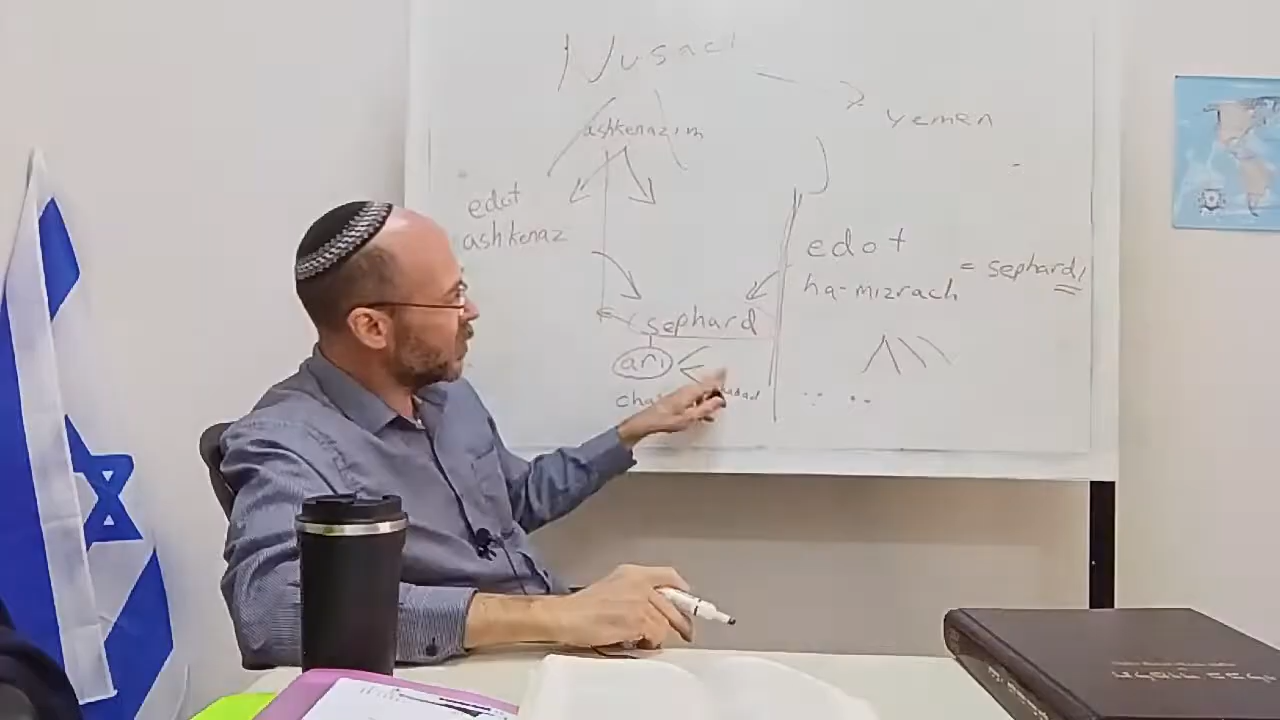 Nusach
ashkenazim
yemen
edot
ashkenaz
edot
ha-mizrach
= sephardi
sephard
ari